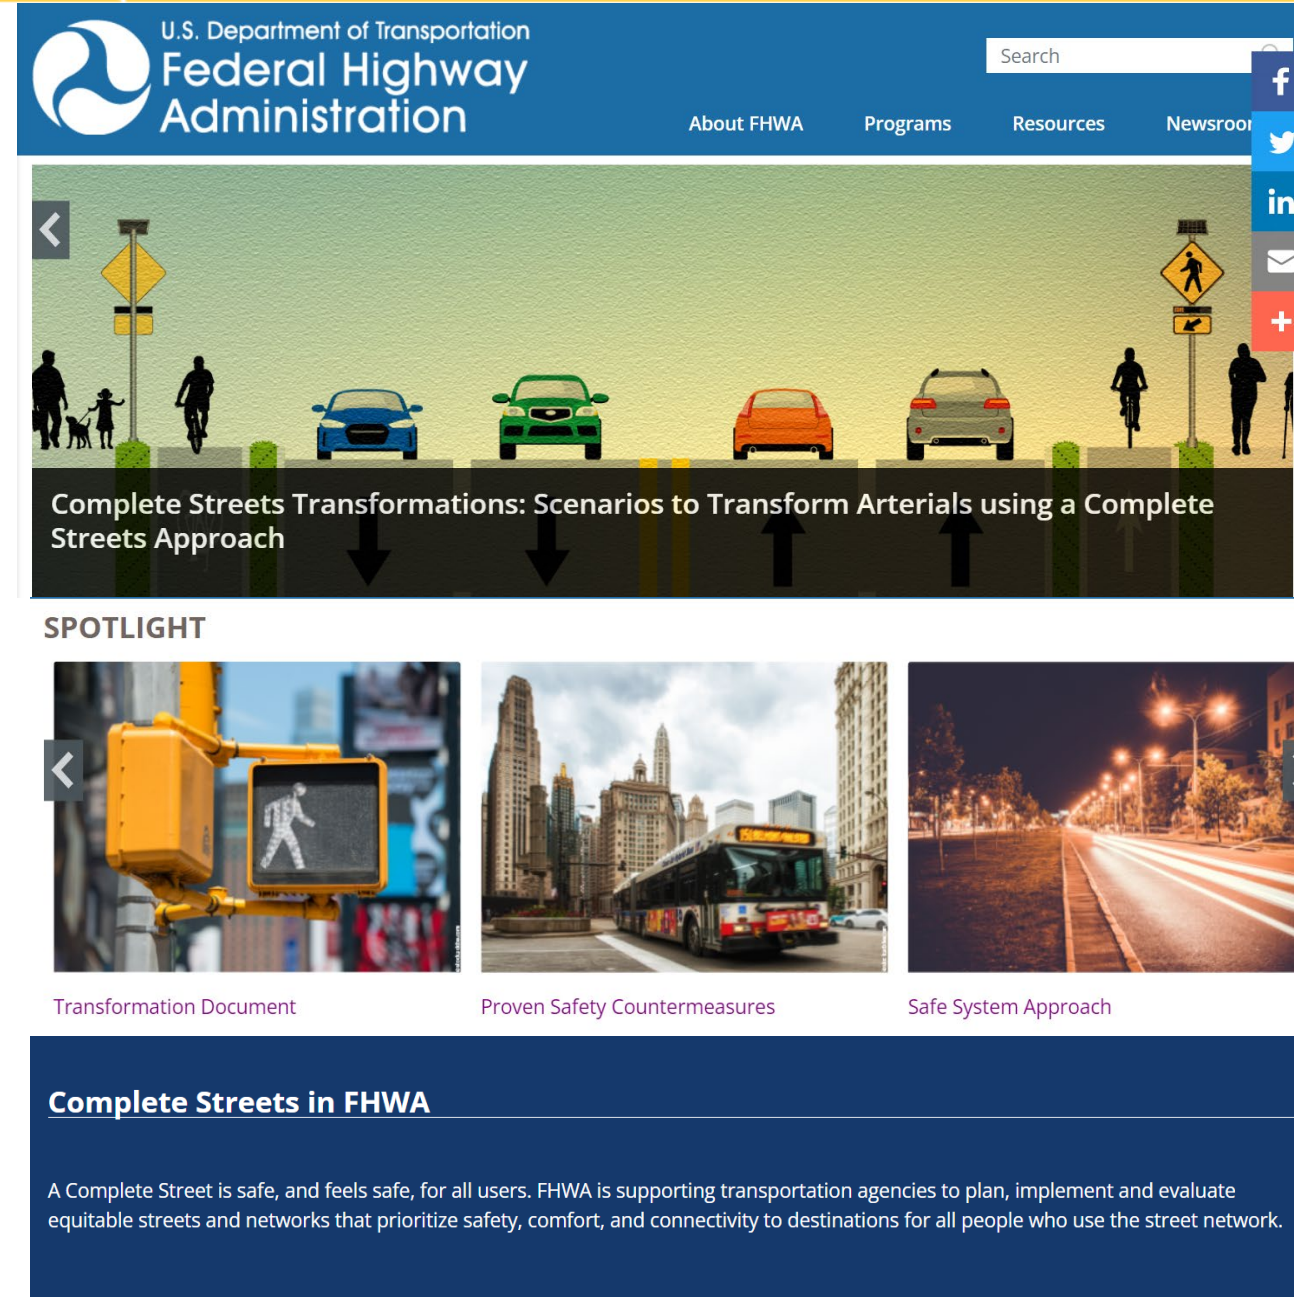 U.S. Department of Transportation
Federal Highway
Administration
Search
About FHWA
Programs
Resources
Complete Streets Transformations: Scenarios to Transform Arterials using a Complete
Streets Approach
SPOTLIGHT
Transformation Document
Proven Safety Countermeasures
Safe System Approach
Complete Streets in FHWA
A Complete Street is safe, and feels safe, for all users. FHWA is supporting transportation agencies to plan, implement and evaluate
equitable streets and networks that prioritize safety, comfort, and connectivity to destinations for all people who use the street network.